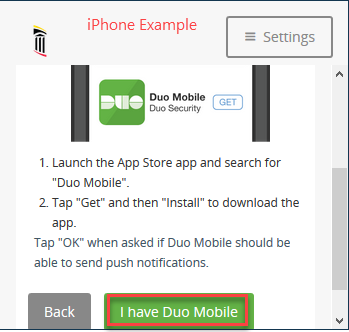 iPhone Example
≡ Settings
DUO
Duo Mobile
Duo Security
GET
1. Launch the App Store app and search for
"Duo Mobile".
2. Tap "Get" and then "Install" to download the
app.
Tap "OK" when asked if Duo Mobile should be
able to send push notifications.
Back
I have Duo Mobile